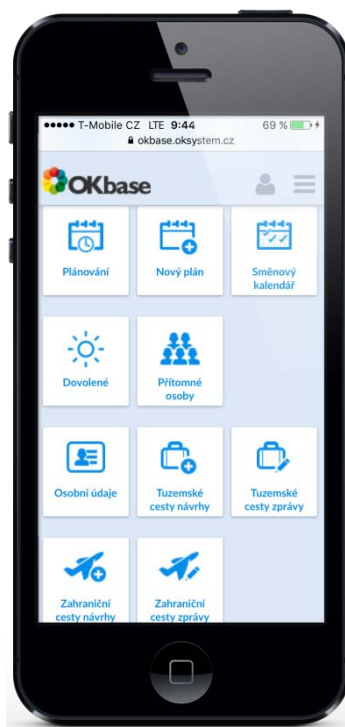 T-Mobile CZ LTE 9:44 69 %
okbase.oksystem.cz
OKbase
Plánování Nový plán Směnový
kalendář
Dovolené Přítomné
osoby
Osobní údaje Tuzemské Tuzemské
cesty návrhy cesty zprávy
Zahraniční Zahraniční
cesty návrhy cesty zprávy